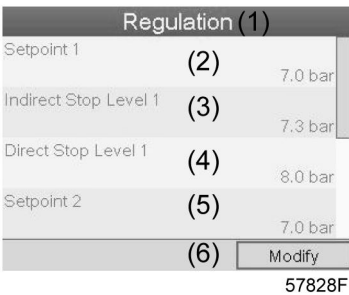 Regulation (1)
Setpoint 1
(2)
7.0 bar
Indirect Stop Level 1
(3)
7.3 bar
Direct Stop Level 1
(4)
8.0 bar
Setpoint 2
(5)
7.0 bar
(6) Modify
57828F